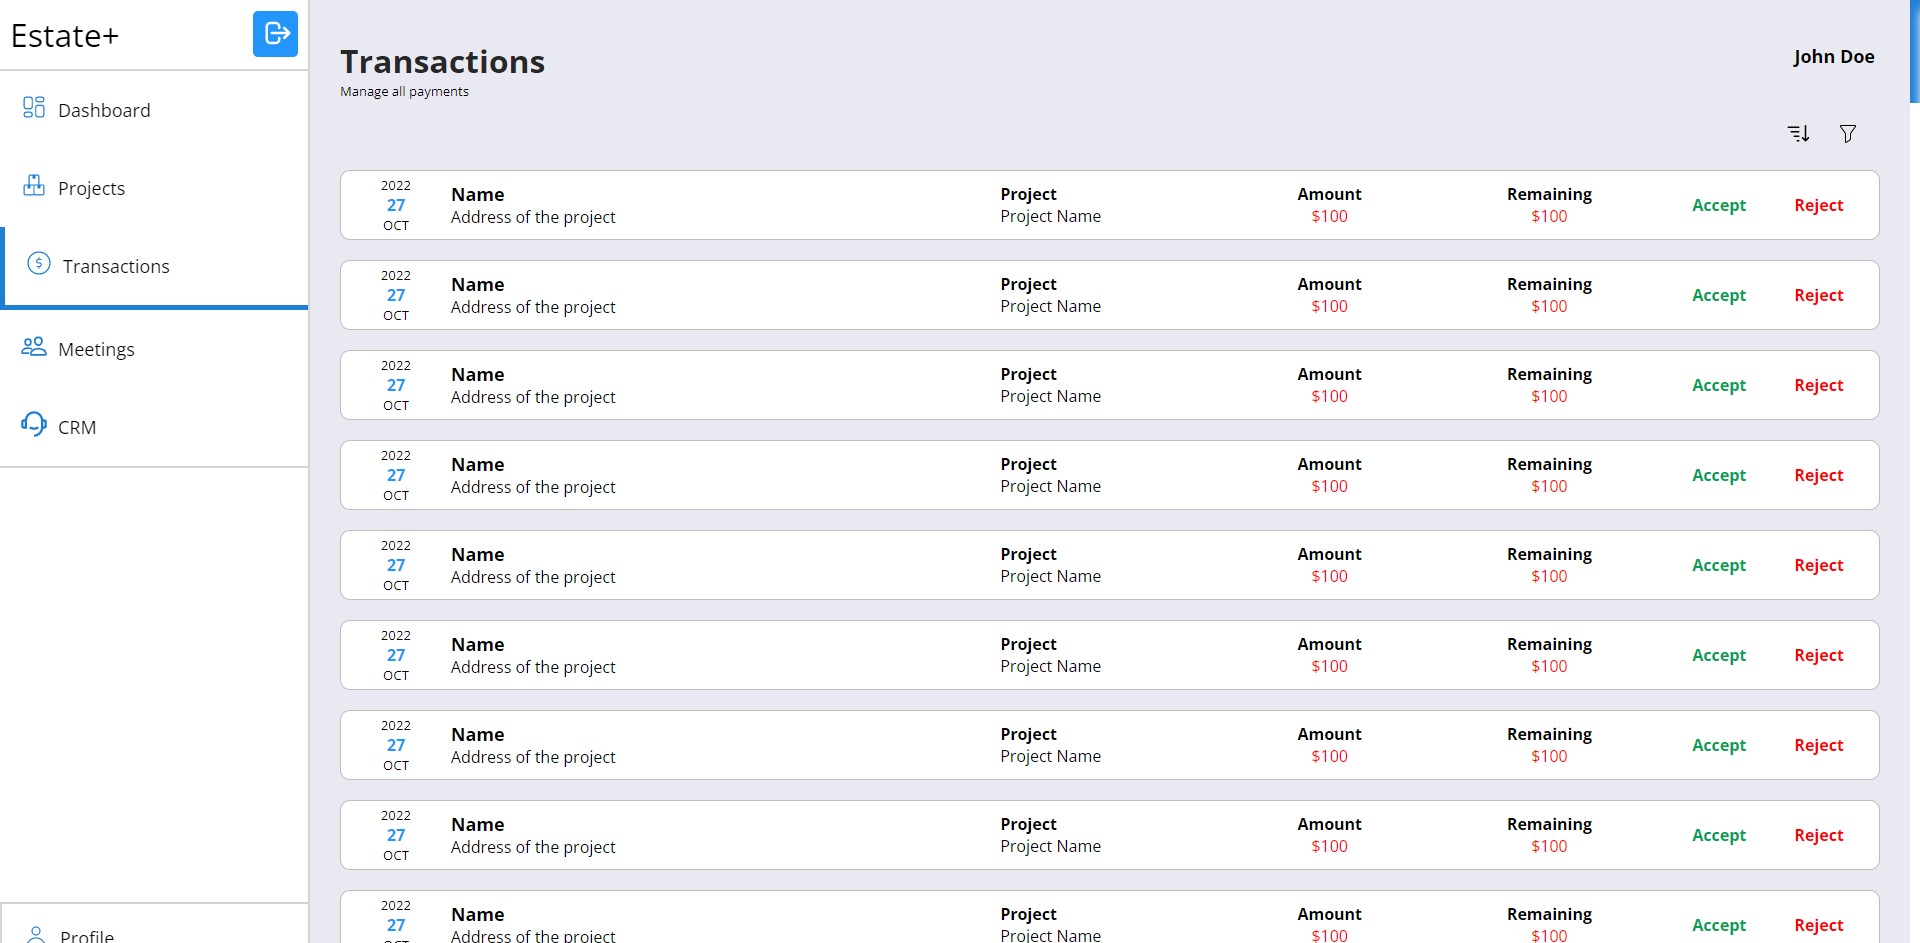 Estate+
Dashboard
Projects
Transactions
Meetings
CRM
Profile
Transactions
Manage all payments
John Doe
2022
27
OCT
Name
Address of the project
Project
Project Name
Amount
$100
Remaining
$100
Accept
Reject
2022
27
OCT
Name
Address of the project
Project
Project Name
Amount
$100
Remaining
$100
Accept
Reject
2022
27
OCT
Name
Address of the project
Project
Project Name
Amount
$100
Remaining
$100
Accept
Reject
2022
27
OCT
Name
Address of the project
Project
Project Name
Amount
$100
Remaining
$100
Accept
Reject
2022
27
OCT
Name
Address of the project
Project
Project Name
Amount
$100
Remaining
$100
Accept
Reject
2022
27
OCT
Name
Address of the project
Project
Project Name
Amount
$100
Remaining
$100
Accept
Reject
2022
27
OCT
Name
Address of the project
Project
Project Name
Amount
$100
Remaining
$100
Accept
Reject
2022
27
OCT
Name
Address of the project
Project
Project Name
Amount
$100
Remaining
$100
Accept
Reject
2022
27
OCT
Name
Address of the project
Project
Project Name
Amount
$100
Remaining
$100
Accept
Reject